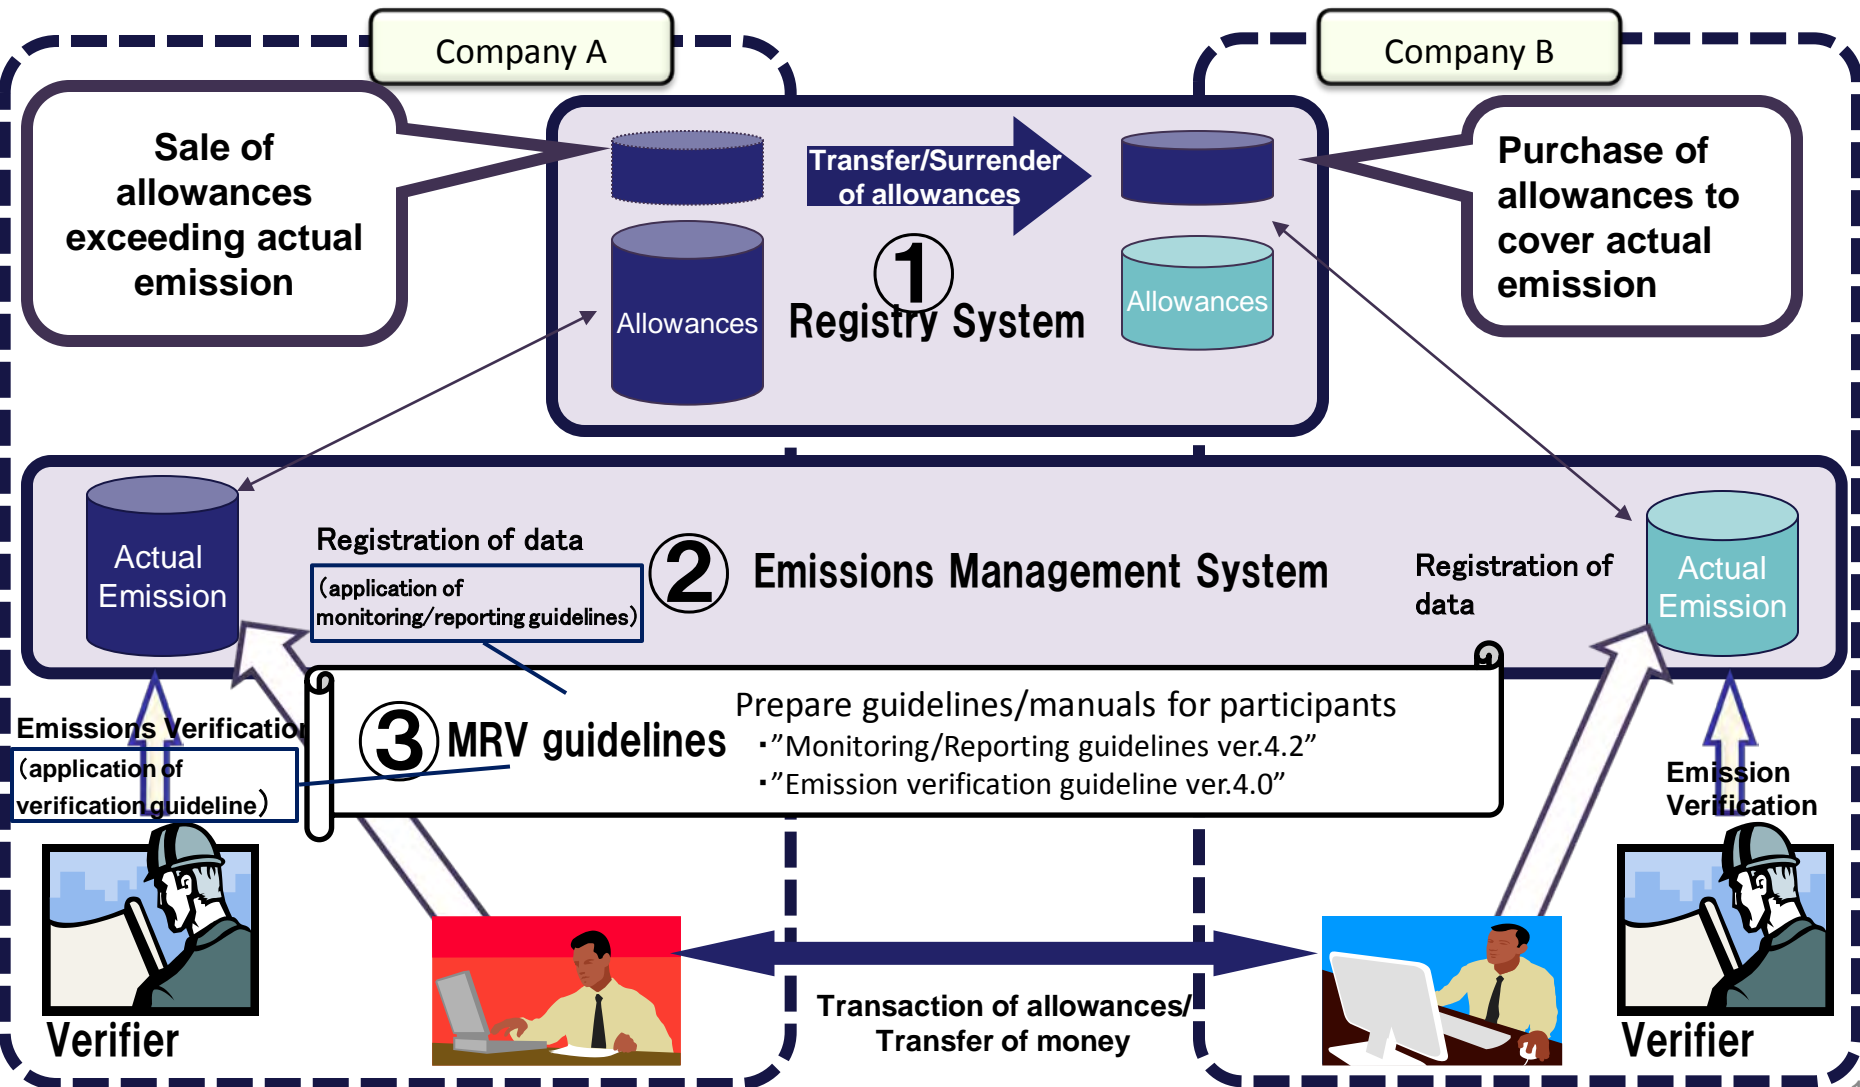 Company A
Company B
Sale of
allowances
exceeding actual
emission
Transfer/Surrender
of allowances
Purchase of
allowances to
cover actual
emission
①
Registry System
Allowances
Allowances
Actual
Emission
Registration of data
(application of
monitoring/reporting guidelines)
② Emissions Management System
Registration of
data
Actual
Emission
Emissions Verification
(application of
verification guideline)
③ MRV guidelines
Prepare guidelines/manuals for participants
・”Monitoring/Reporting guidelines ver.4.2”
・”Emission verification guideline ver.4.0”
Emission
Verification
Verifier
Transaction of allowances/
Transfer of money
Verifier